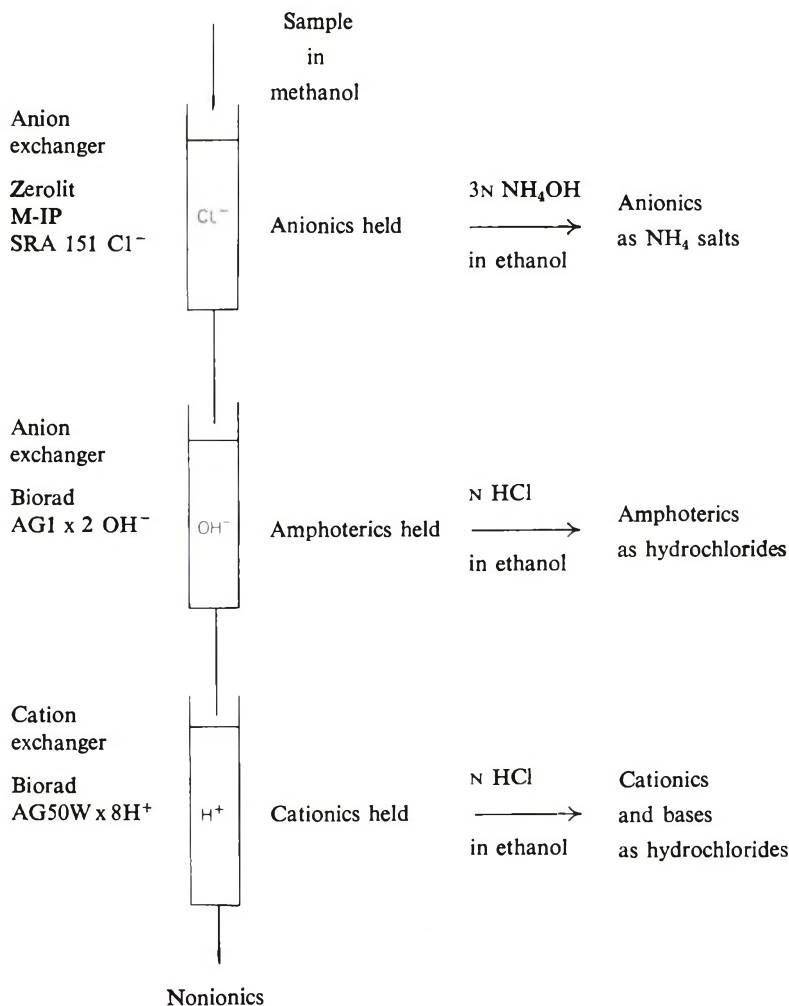 Sample
in
methanol
Anion
exchanger
Zerolit
M-IP
SRA 151 Cl⁻
Cl⁻
Anionics held
3N NH₄OH
in ethanol
Anionics
as NH₄ salts
Anion
exchanger
Biorad
AG1 x 2 OH⁻
OH⁻
Amphoterics held
N HCl
in ethanol
Amphoterics
as hydrochlorides
Cation
exchanger
Biorad
AG50W x 8H⁺
H⁺
Cationics held
N HCl
in ethanol
Cationics
and bases
as hydrochlorides
Nonionics